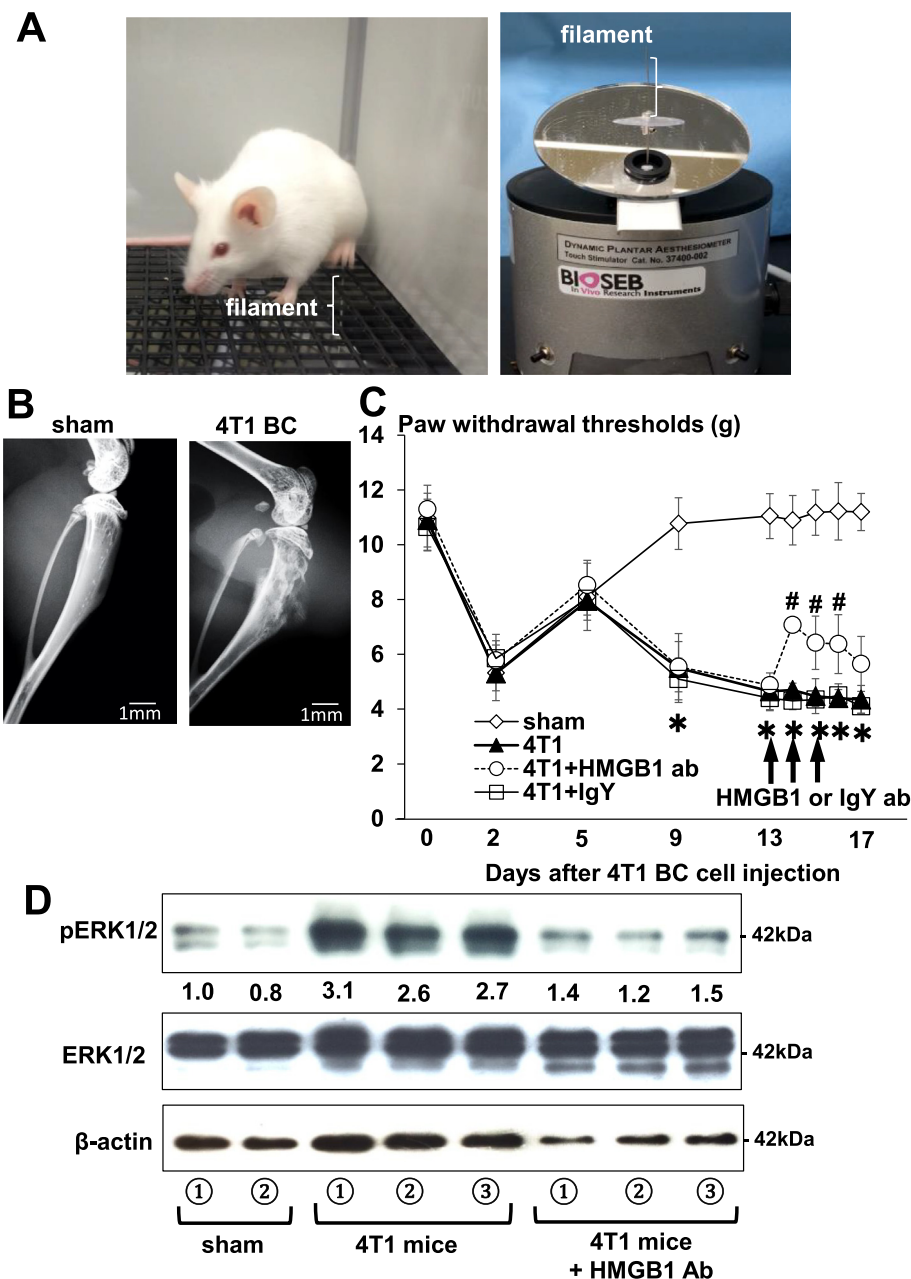 A
filament
filament
DYNAMIC PLANTAR AESTHESIOMETER
Touch Stimulator Cat. No. 37400-002
BIOSEB
In Vivo Research Instruments
B
sham
4T1 BC
1mm
1mm
C
Paw withdrawal thresholds (g)
14
12
10
8
6
4
2
0
# # #
* * * * * *
sham
4T1
4T1+HMGB1 ab
4T1+IgY
HMGB1 or IgY ab
0 2 5 9 13 17
Days after 4T1 BC cell injection
D
pERK1/2
42kDa
1.0 0.8 3.1 2.6 2.7 1.4 1.2 1.5
ERK1/2
42kDa
β-actin
42kDa
① ② ① ② ③ ① ② ③
sham
4T1 mice
4T1 mice
+ HMGB1 Ab